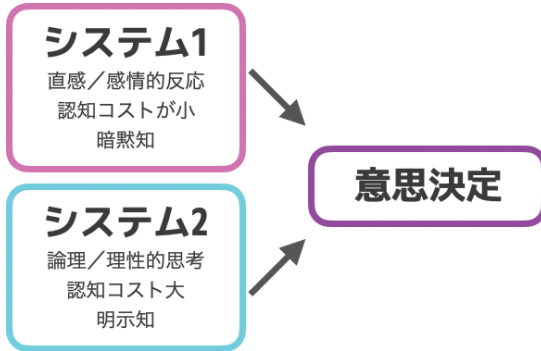 システム1
直感／感情的反応
認知コストが小
暗黙知
システム2
論理／理性的思考
認知コスト大
明示知
意思決定